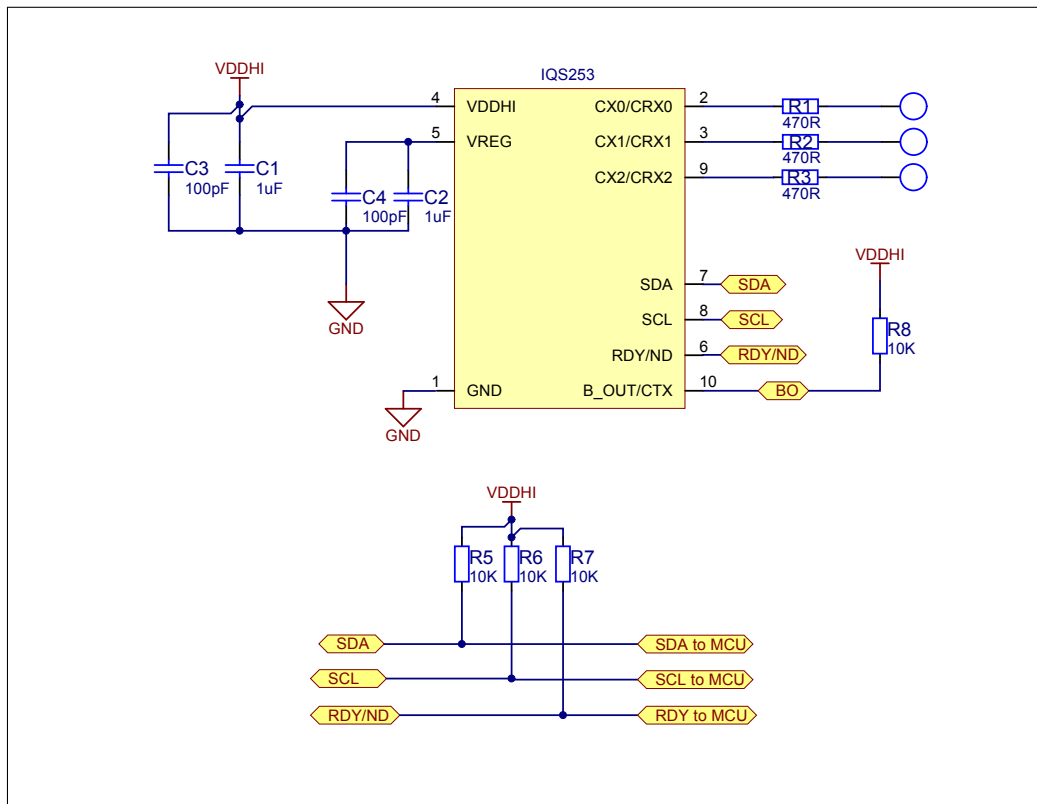 IQS253
VDDHI
4
VDDHI
CX0/CRX0
2
R1
470R
5
VREG
CX1/CRX1
3
R2
470R
CX2/CRX2
9
R3
470R
C3
100pF
C1
1uF
C4
100pF
C2
1uF
GND
VDDHI
SDA
7
SDA
SCL
8
SCL
R8
10K
RDY/ND
6
RDY/ND
1
GND
B_OUT/CTX
10
BO
GND
VDDHI
R5
10K
R6
10K
R7
10K
SDA
SDA to MCU
SCL
SCL to MCU
RDY/ND
RDY to MCU